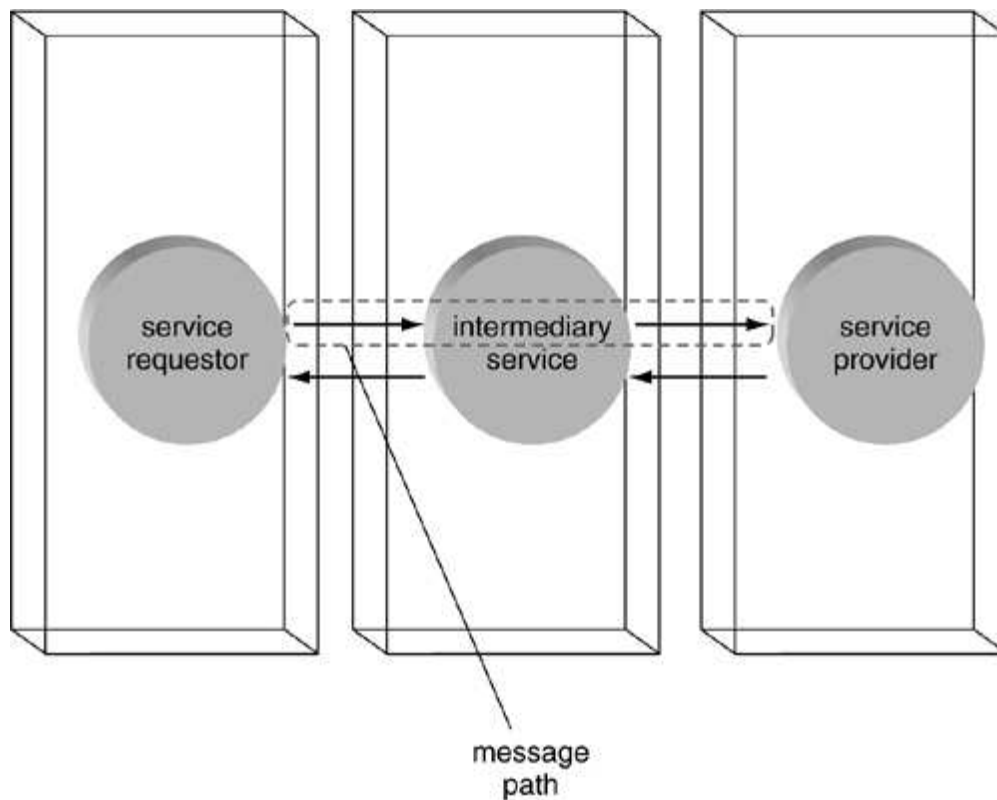 service
requestor
intermediary
service
service
provider
message
path